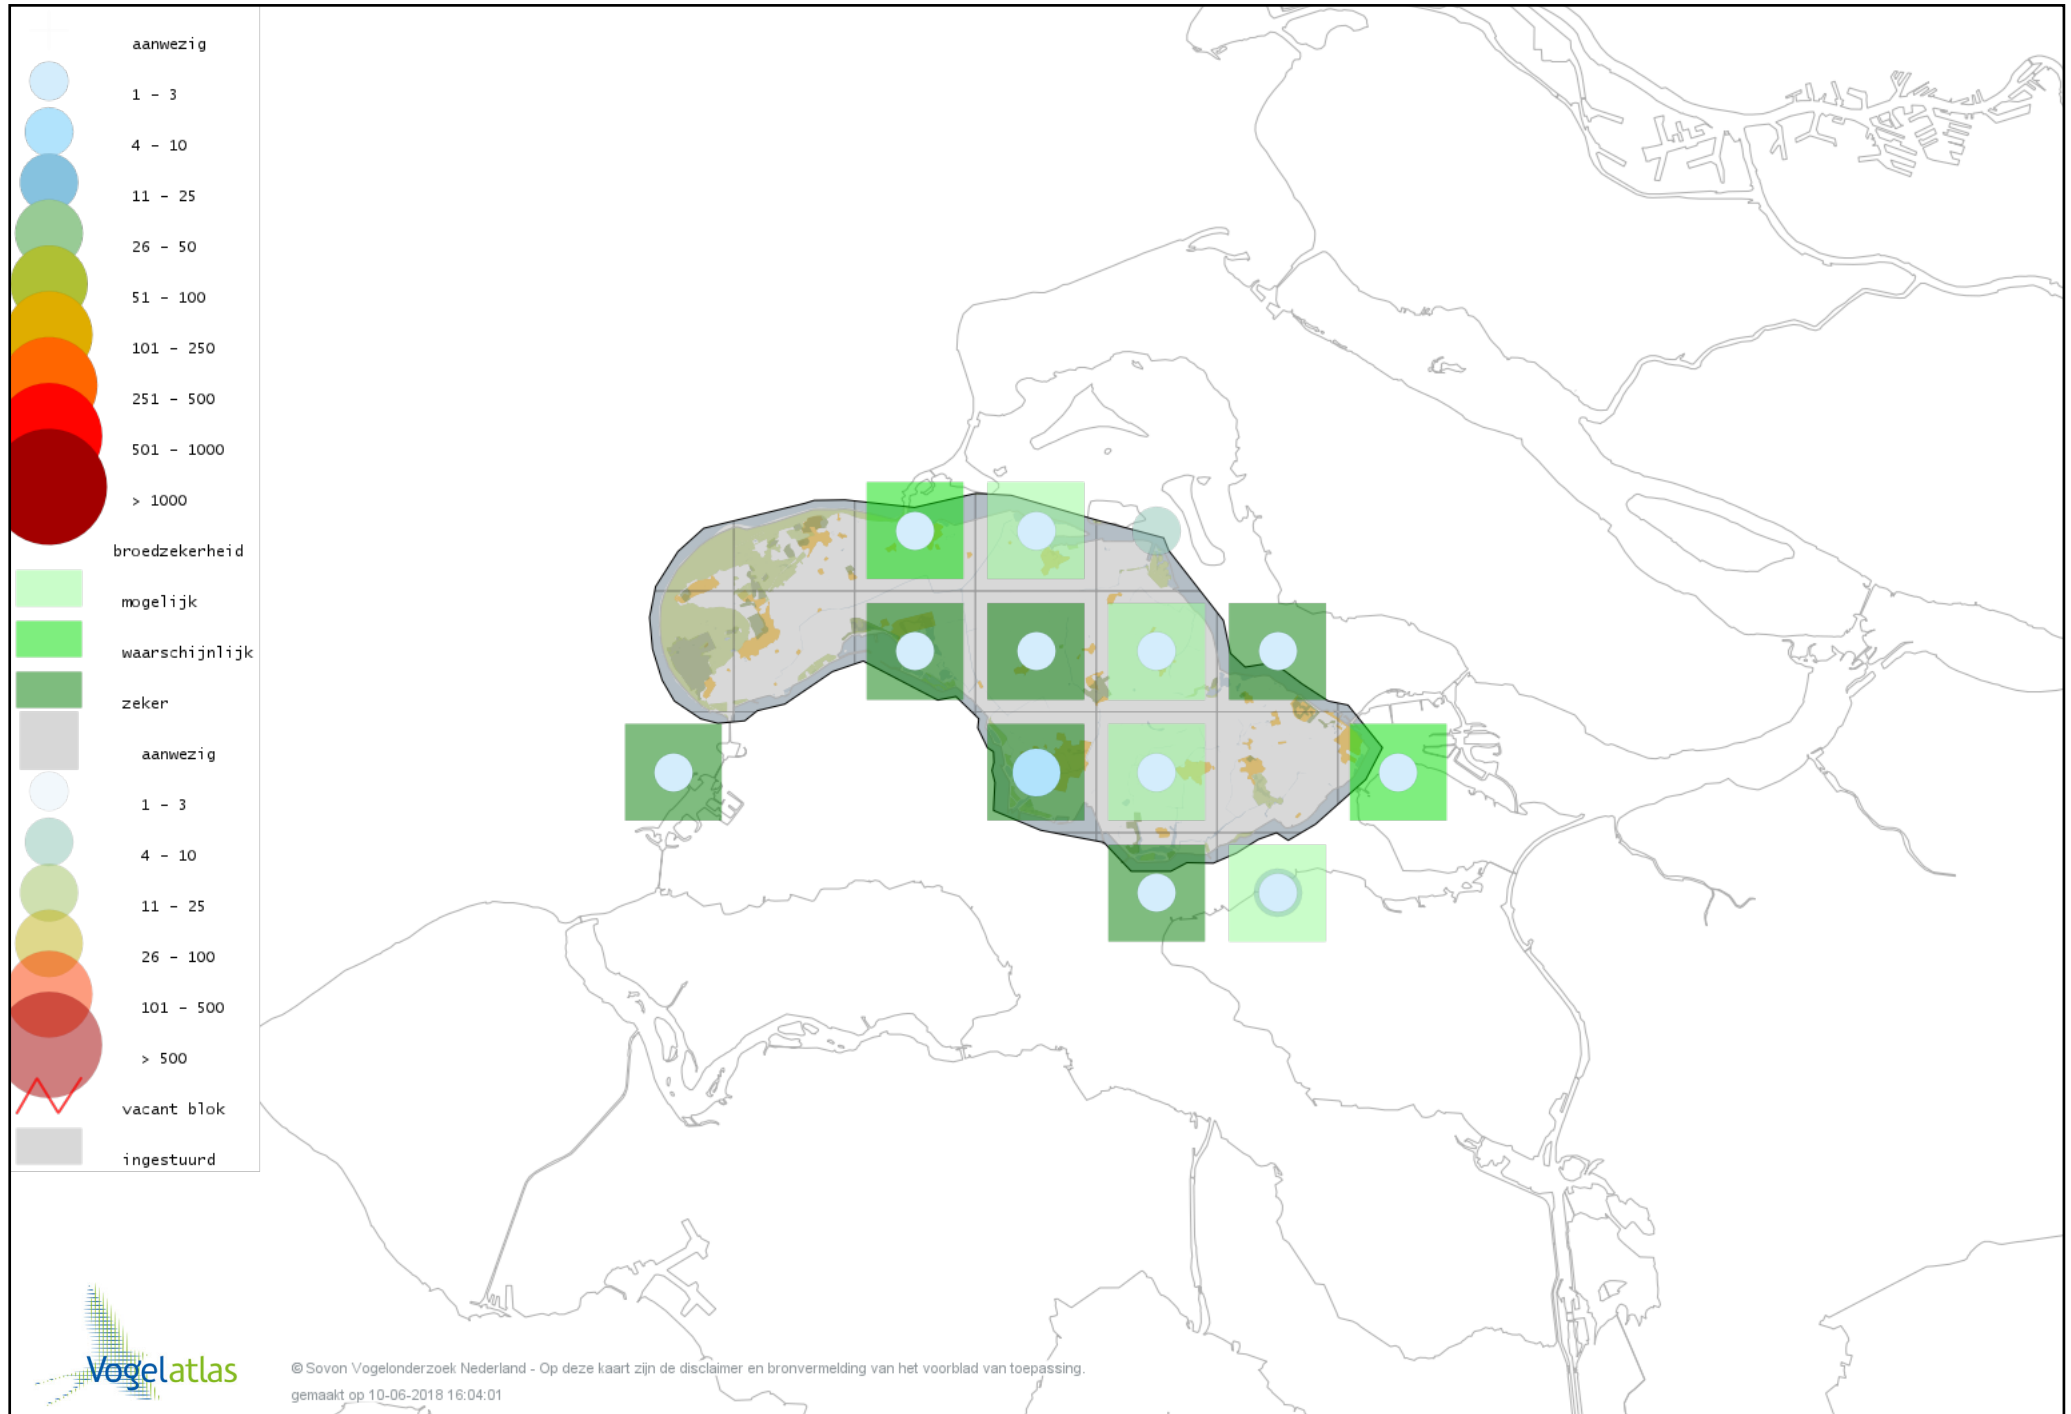 aanwezig
1 - 3
4 - 10
11 - 25
26 - 50
51 - 100
101 - 250
251 - 500
501 - 1000
> 1000
broedzekerheid
mogelijk
waarschijnlijk
zeker
aanwezig
1 - 3
4 - 10
11 - 25
26 - 100
101 - 500
> 500
vacant blok
ingestuurd
Vogelatlas
© Sovon Vogelonderzoek Nederland - Op deze kaart zijn de disclaimer en bronvermelding van het voorblad van toepassing.
gemaakt op 10-06-2018 16:04:01